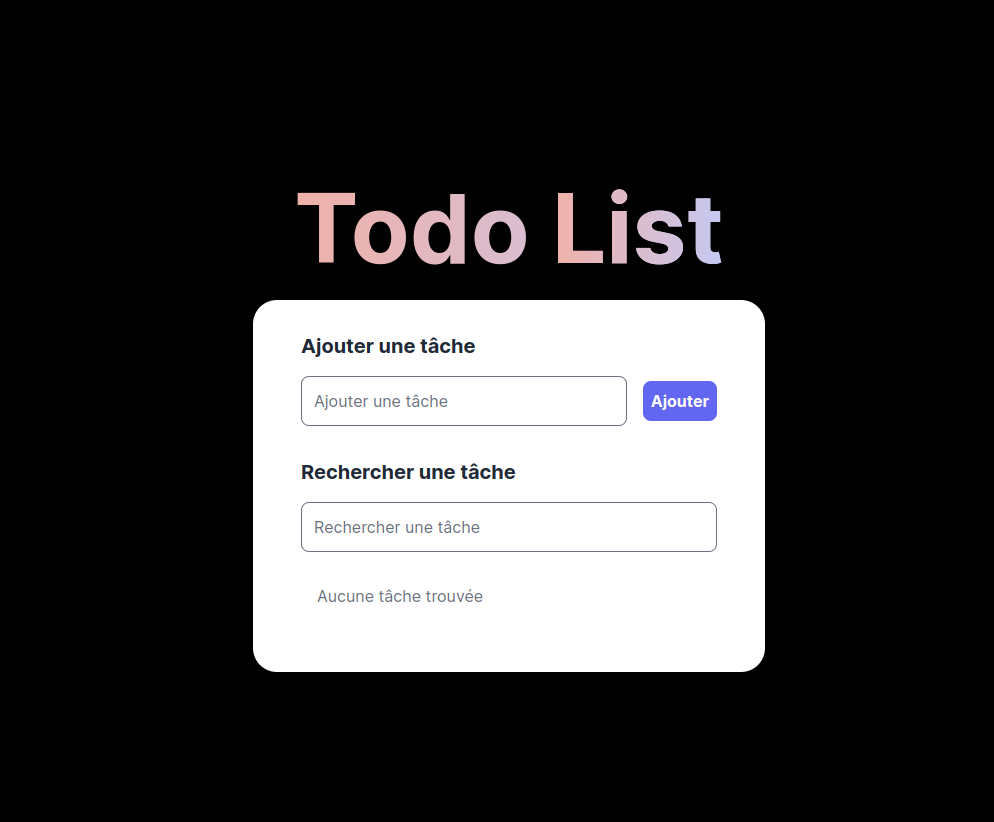 Todo List
Ajouter une tâche
Ajouter une tâche
Ajouter
Rechercher une tâche
Rechercher une tâche
Aucune tâche trouvée